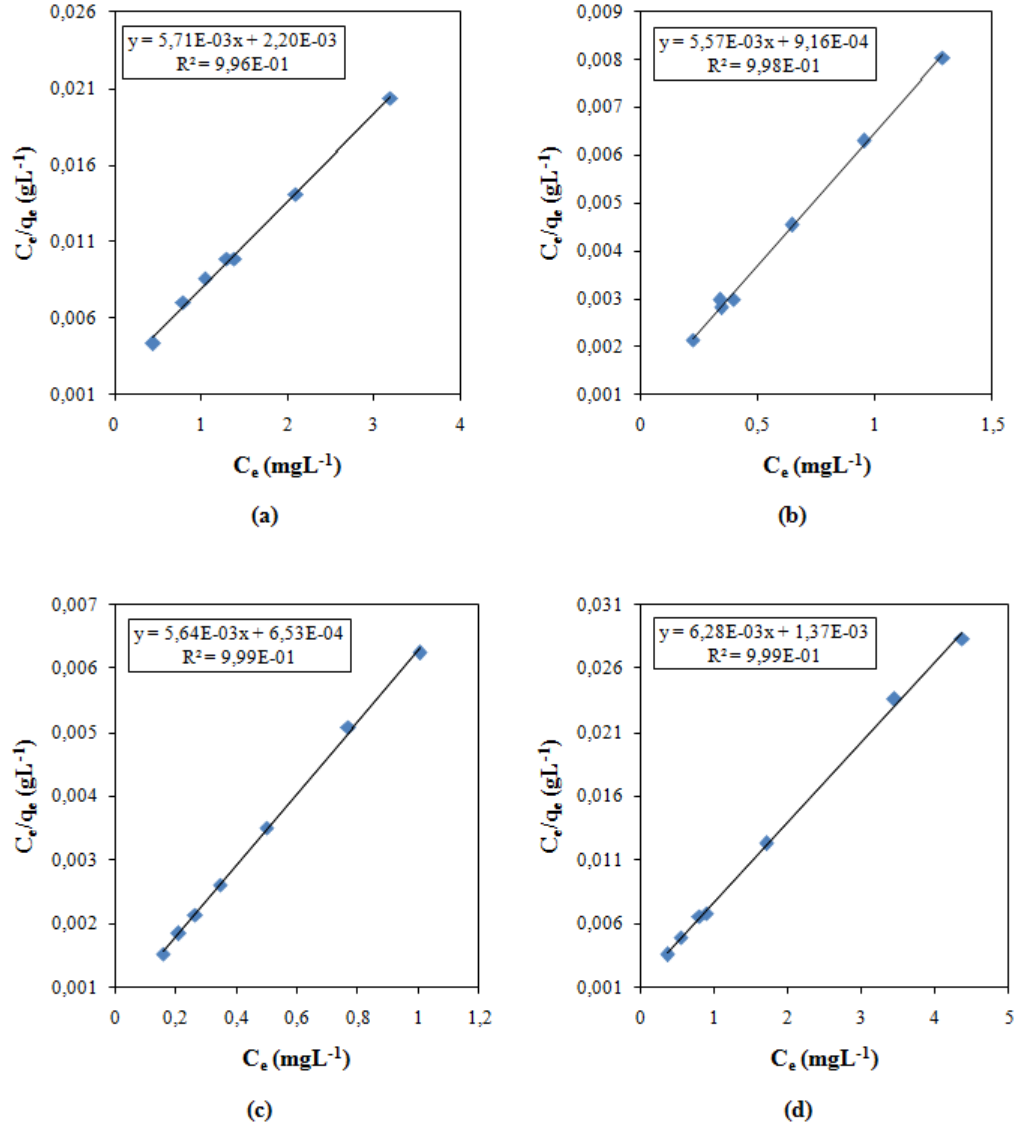 0,026
y = 5,71E-03x + 2,20E-03
R² = 9,96E-01
0,021
0,016
0,011
0,006
0,001
Cₑ/qₑ (gL⁻¹)
0 1 2 3 4
Cₑ (mgL⁻¹)
(a)
0,009
y = 5,57E-03x + 9,16E-04
R² = 9,98E-01
0,008
0,007
0,006
0,005
0,004
0,003
0,002
0,001
Cₑ/qₑ (gL⁻¹)
0 0,5 1 1,5
Cₑ (mgL⁻¹)
(b)
0,007
y = 5,64E-03x + 6,53E-04
R² = 9,99E-01
0,006
0,005
0,004
0,003
0,002
0,001
Cₑ/qₑ (gL⁻¹)
0 0,2 0,4 0,6 0,8 1 1,2
Cₑ (mgL⁻¹)
(c)
0,031
y = 6,28E-03x + 1,37E-03
R² = 9,99E-01
0,026
0,021
0,016
0,011
0,006
0,001
Cₑ/qₑ (gL⁻¹)
0 1 2 3 4 5
Cₑ (mgL⁻¹)
(d)